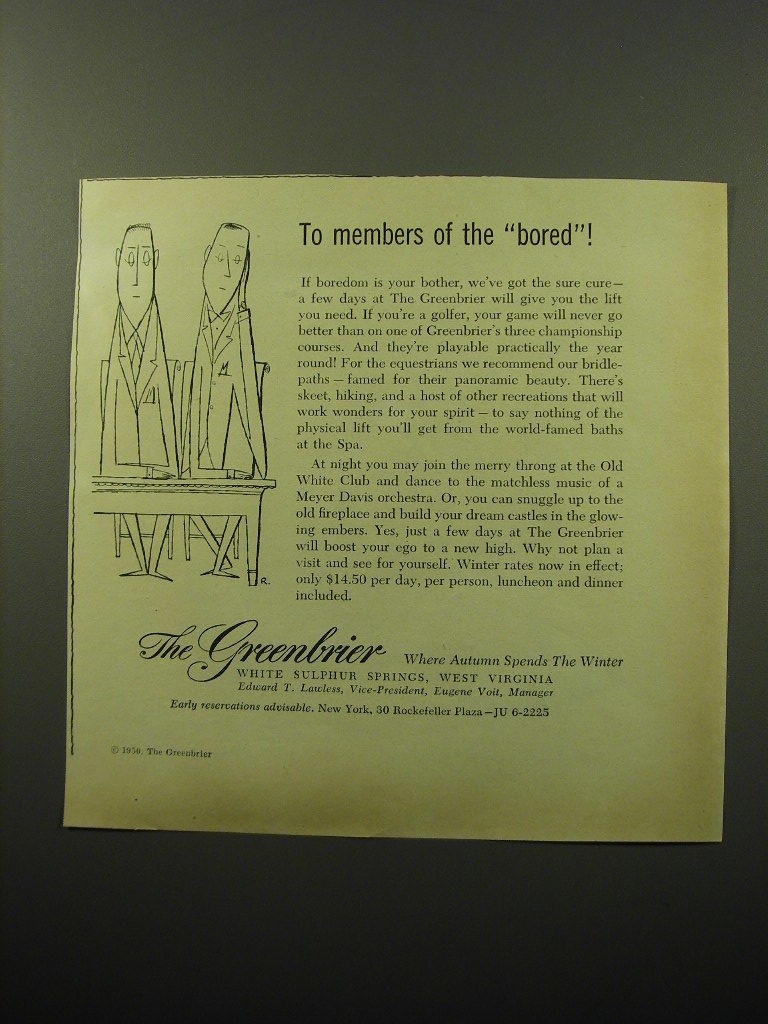 To members of the "bored"!
If boredom is your bother, we've got the sure cure—
a few days at The Greenbrier will give you the lift
you need. If you're a golfer, your game will never go
better than on one of Greenbrier's three championship
courses. And they're playable practically the year
round! For the equestrians we recommend our bridle-
paths — famed for their panoramic beauty. There's
skeet, hiking, and a host of other recreations that will
work wonders for your spirit — to say nothing of the
physical lift you'll get from the world-famed baths
at the Spa.
At night you may join the merry throng at the Old
White Club and dance to the matchless music of a
Meyer Davis orchestra. Or, you can snuggle up to the
old fireplace and build your dream castles in the glow-
ing embers. Yes, just a few days at The Greenbrier
will boost your ego to a new high. Why not plan a
visit and see for yourself. Winter rates now in effect;
only $14.50 per day, per person, luncheon and dinner
included.
R.
The Greenbrier Where Autumn Spends The Winter
WHITE SULPHUR SPRINGS, WEST VIRGINIA
Edward T. Lawless, Vice-President, Eugene Voit, Manager
Early reservations advisable. New York, 30 Rockefeller Plaza—JU 6-2225
© 1950, The Greenbrier